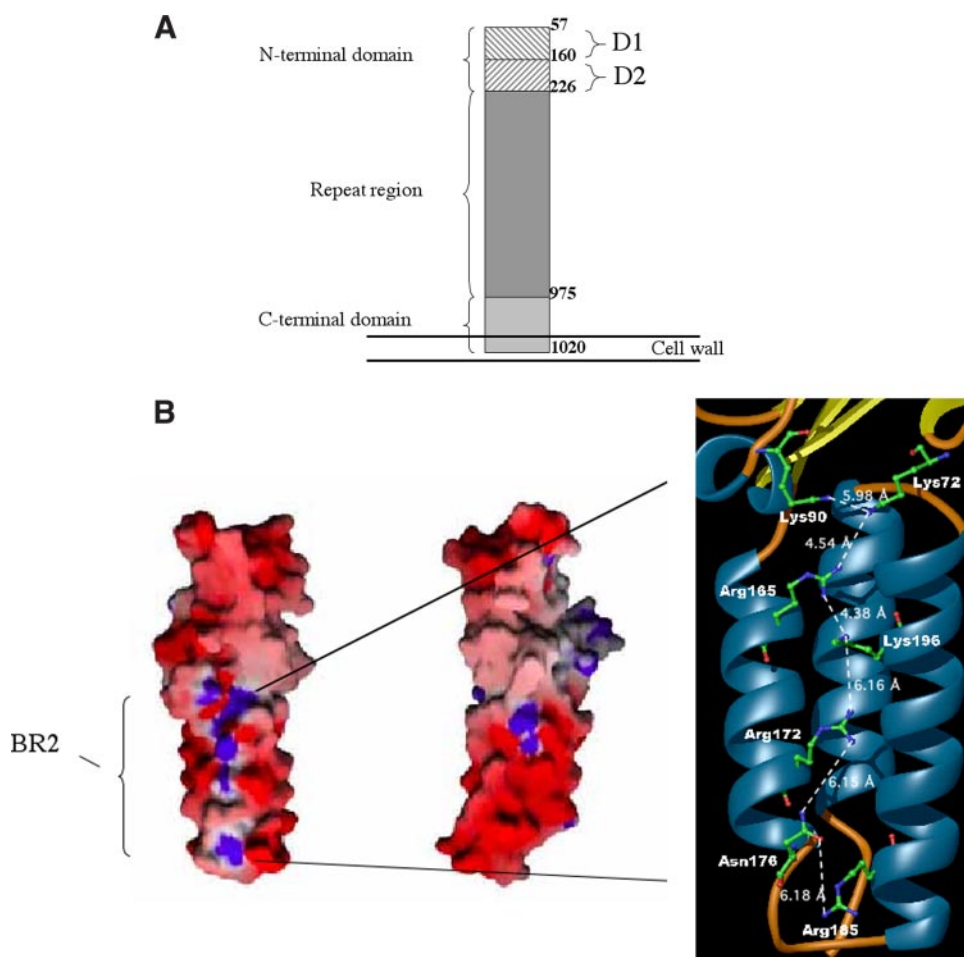 A
57
N-terminal domain
D1
160
D2
226
Repeat region
975
C-terminal domain
1020
Cell wall
B
BR2
Lys72
5.98 Å
Lys90
4.54 Å
Arg165
4.38 Å
Lys196
6.16 Å
Arg172
6.15 Å
Asn176
6.18 Å
Arg185